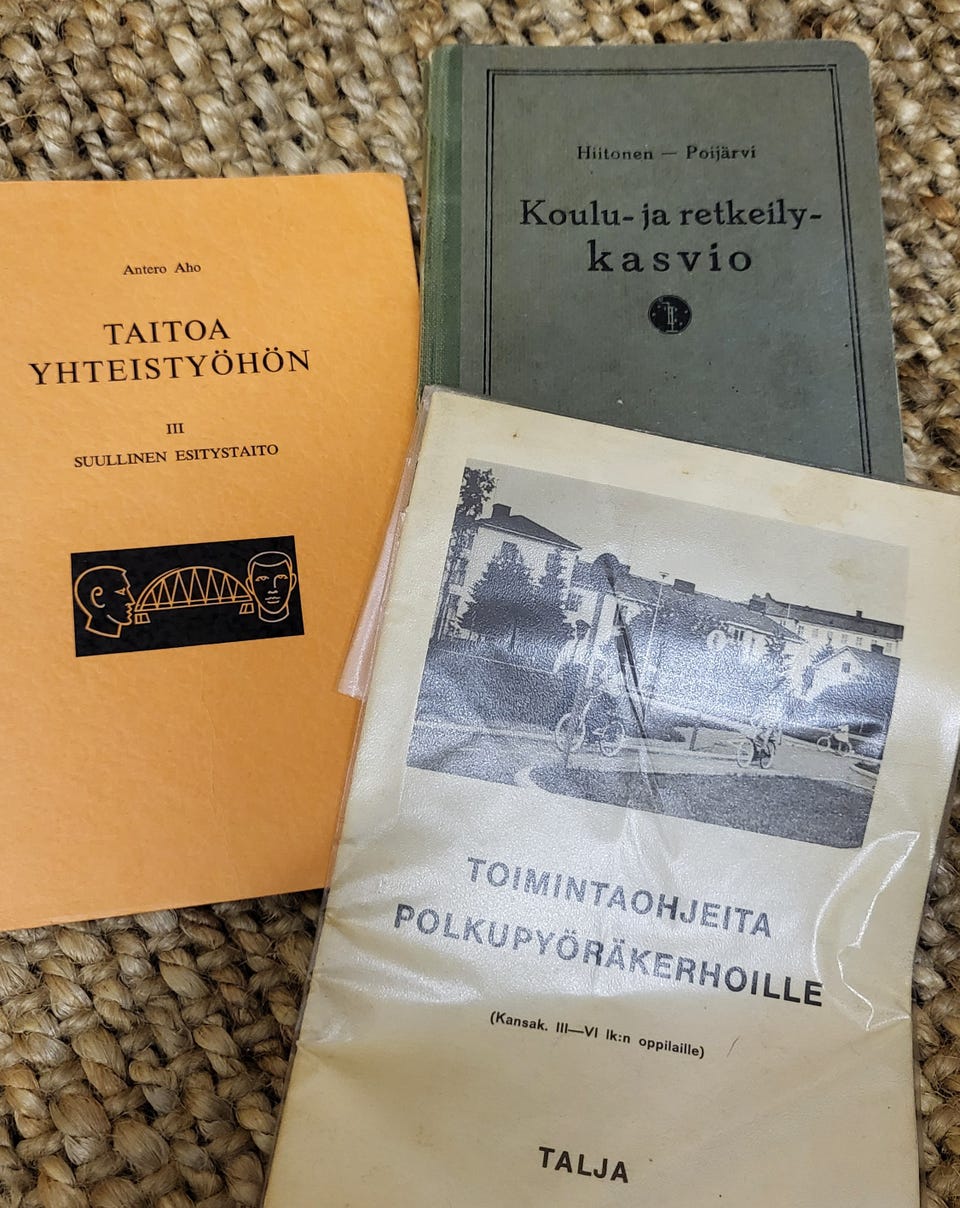 Antero Aho
TAITOA
YHTEISTYÖHÖN
III
SUULLINEN ESITYSTAITO
Hiitonen — Poijärvi
Koulu- ja retkeily-
kasvio
TOIMINTAOHJEITA
POLKUPYÖRÄKERHOILLE
(Kansak. III—VI lk:n oppilaille)
TALJA